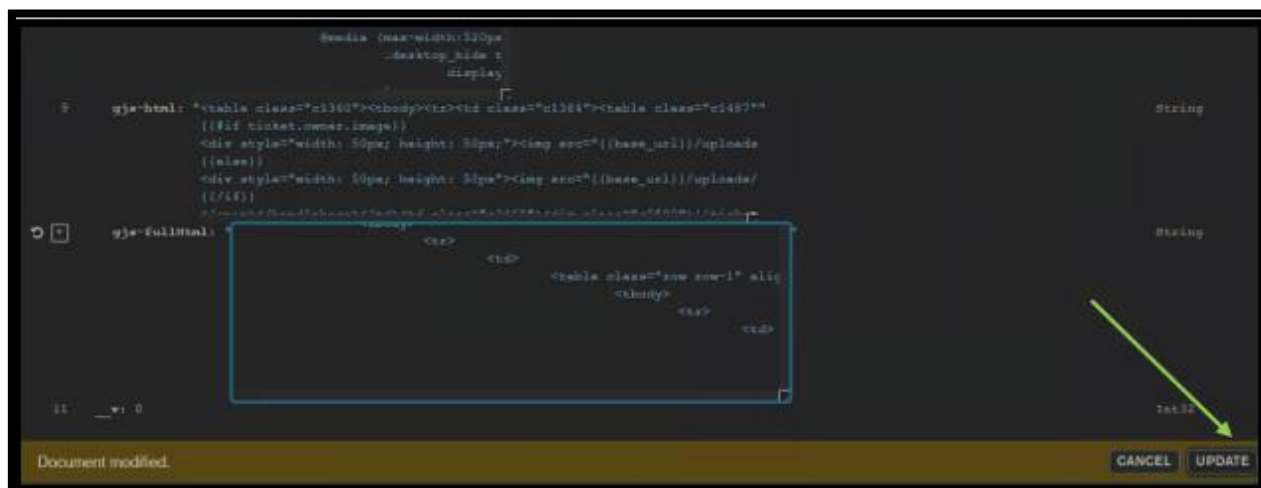 @media (max-width:520px
.desktop_hide t
display
9 gjs-html: "<table class="c1360"><tbody><tr><td class="c1384"><table class="c1487""
{{#if ticket.owner.image}}
<div style="width: 50px; height: 50px;"><img src="{{base_url}}/uploads
{{else}}
<div style="width: 50px; height: 50px"><img src="{{base_url}}/uploads/
{{/if}}
String
gjs-fullHtml: "
<tr>
<td>
<table class="row row-1" alig
<tbody>
<tr>
<td>
String
11 __v: 0
Int32
Document modified.
CANCEL UPDATE